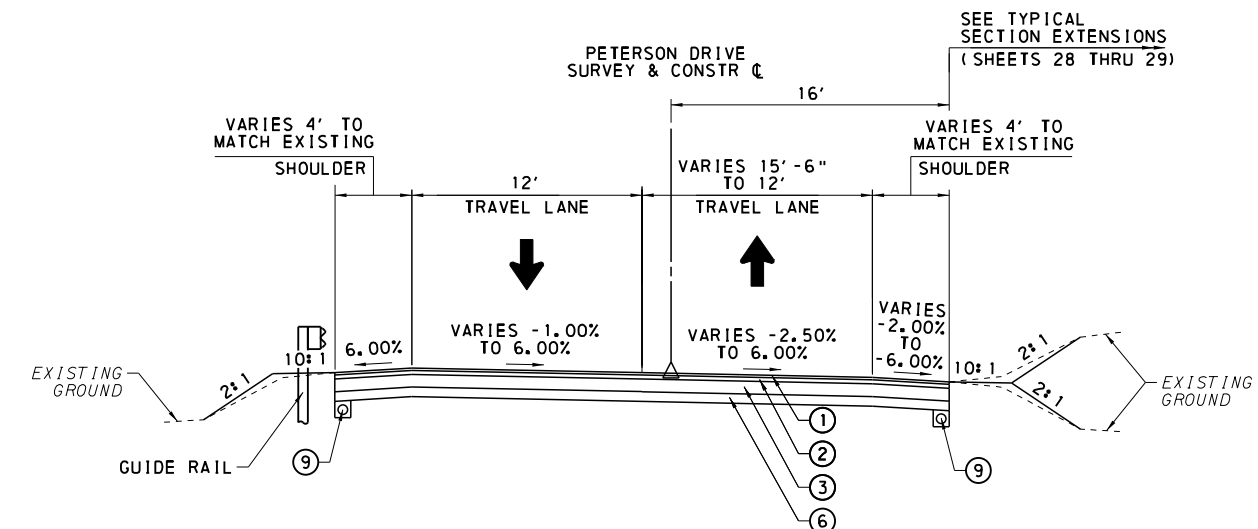 SEE TYPICAL
SECTION EXTENSIONS
(SHEETS 28 THRU 29)
PETERSON DRIVE
SURVEY & CONSTR ℄
16'
VARIES 4' TO
MATCH EXISTING
SHOULDER
VARIES 4' TO
MATCH EXISTING
SHOULDER
12'
TRAVEL LANE
VARIES 15'-6"
TO 12'
TRAVEL LANE
6.00%
VARIES -1.00%
TO 6.00%
VARIES -2.50%
TO 6.00%
VARIES
-2.00%
TO
-6.00%
10:1
2:1
EXISTING
GROUND
10:1
2:1
2:1
EXISTING
GROUND
GUIDE RAIL
9
9
1
2
3
6